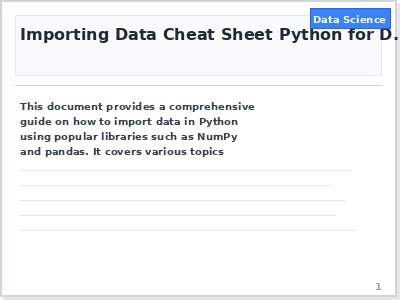 Data Science
Importing Data Cheat Sheet Python for D.
This document provides a comprehensive
guide on how to import data in Python
using popular libraries such as NumPy
and pandas. It covers various topics
1